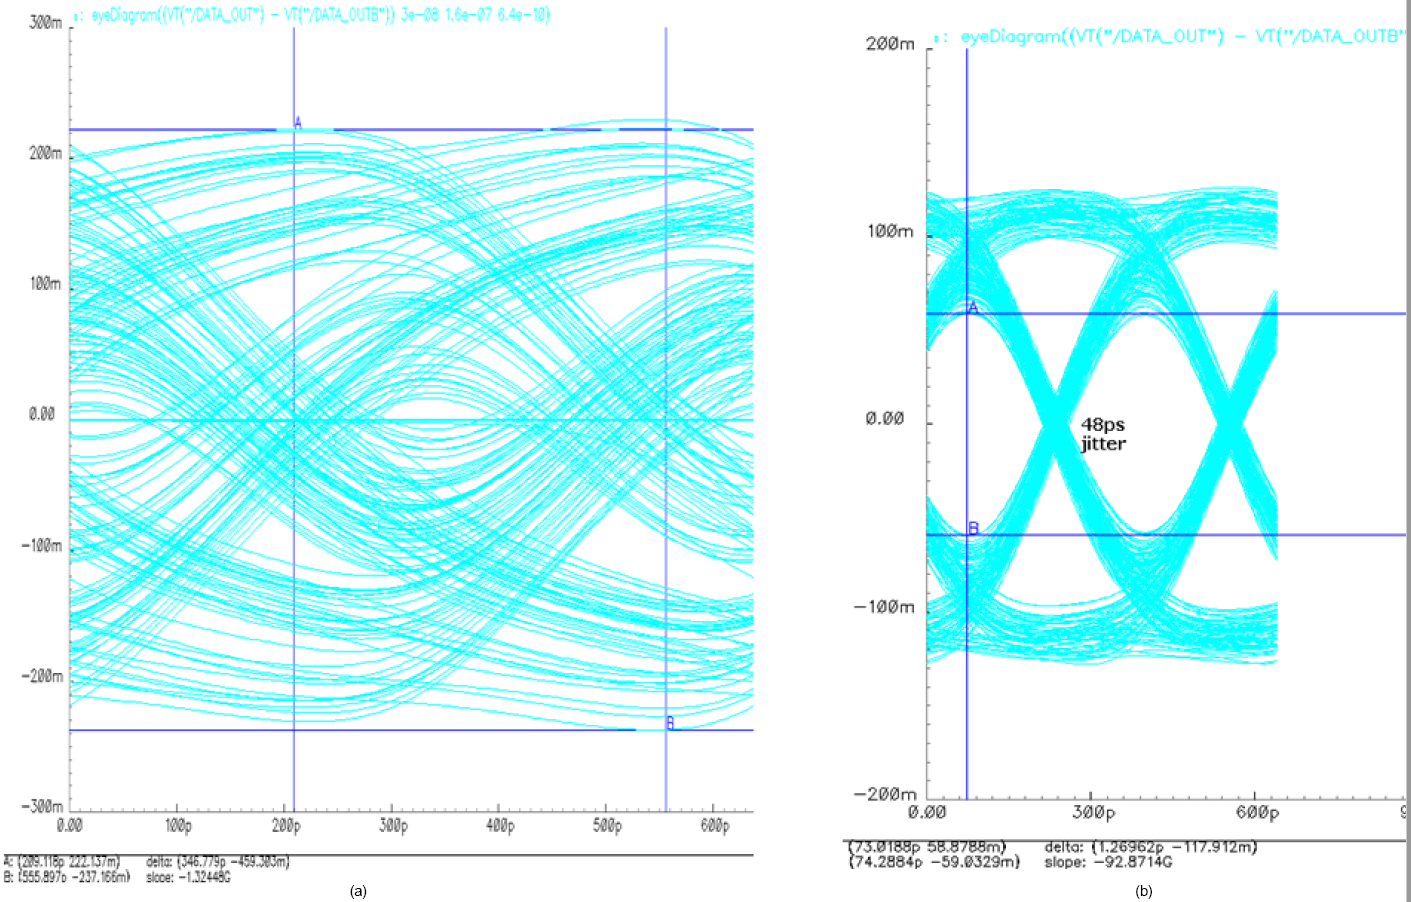 ⩮: eyeDiagram((VT("/DATA_OUT") - VT("/DATA_OUTB")) 3e-08 1.6e-07 6.4e-10)
300m
A
200m
100m
0.00
-100m
-200m
B
-300m
0.00 100p 200p 300p 400p 500p 600p
A: (209.118p 222.137m) delta: (346.779p -459.303m)
B: (555.897p -237.166m) slope: -1.32448G
(a)
: eyeDiagram((VT("/DATA_OUT") - VT("/DATA_OUTB"
200m
100m
A
0.00
48ps
jitter
B
-100m
-200m
0.00 300p 600p 9
(73.0188p 58.8788m) delta: (1.26962p -117.912m)
(74.2884p -59.0329m) slope: -92.8714G
(b)